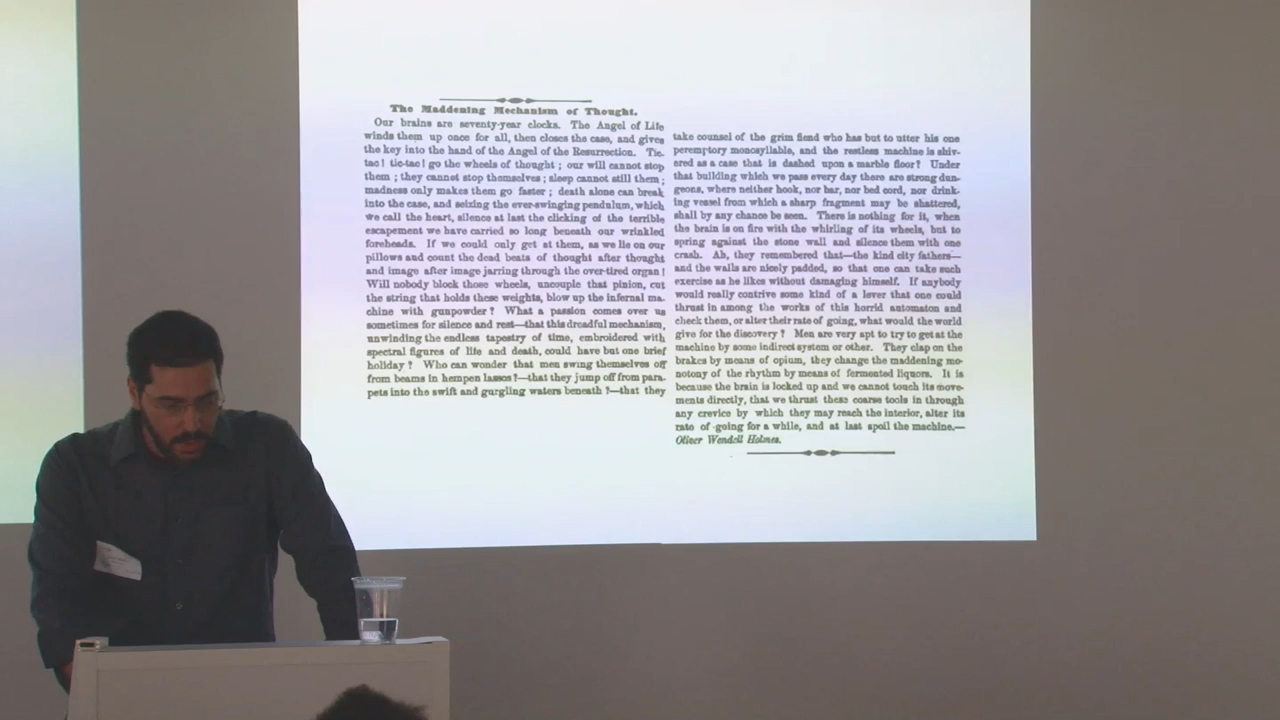 The Maddening Mechanism of Thought.
Our brains are seventy-year clocks. The Angel of Life
winds them up once for all, then closes the case, and gives
the key into the hand of the Angel of the Resurrection. Tic-
tac! tic-tac! go the wheels of thought; our will cannot stop
them; they cannot stop themselves; sleep cannot still them;
madness only makes them go faster; death alone can break
into the case, and seizing the ever-swinging pendulum, which
we call the heart, silence at last the clicking of the terrible
escapement we have carried so long beneath our wrinkled
foreheads. If we could only get at them, as we lie on our
pillows and count the dead beats of thought after thought
and image after image jarring through the over-tired organ!
Will nobody block those wheels, uncouple that pinion, cut
the string that holds these weights, blow up the infernal ma-
chine with gunpowder? What a passion comes over us
sometimes for silence and rest—that this dreadful mechanism,
unwinding the endless tapestry of time, embroidered with
spectral figures of life and death, could have but one brief
holiday? Who can wonder that men swing themselves off
from beams in hempen lassos?—that they jump off from para-
pets into the swift and gurgling waters beneath?—that they
take counsel of the grim fiend who has but to utter his one
peremptory monosyllable, and the restless machine is shiv-
ered as a case that is dashed upon a marble floor? Under
that building which we pass every day there are strong dun-
geons, where neither hook, nor bar, nor bed cord, nor drink-
ing vessel from which a sharp fragment may be shattered,
shall by any chance be seen. There is nothing for it, when
the brain is on fire with the whirling of its wheels, but to
spring against the stone wall and silence them with one
crash. Ah, they remembered that—the kind city fathers—
and the walls are nicely padded, so that one can take such
exercise as he likes without damaging himself. If anybody
would really contrive some kind of a lever that one could
thrust in among the works of this horrid automaton and
check them, or alter their rate of going, what would the world
give for the discovery? Men are very apt to try to get at the
machine by some indirect system or other. They clap on the
brakes by means of opium, they change the maddening mo-
notony of the rhythm by means of fermented liquors. It is
because the brain is locked up and we cannot touch its move-
ments directly, that we thrust these coarse tools in through
any crevice by which they may reach the interior, alter its
rate of going for a while, and at last spoil the machine.—
Oliver Wendell Holmes.